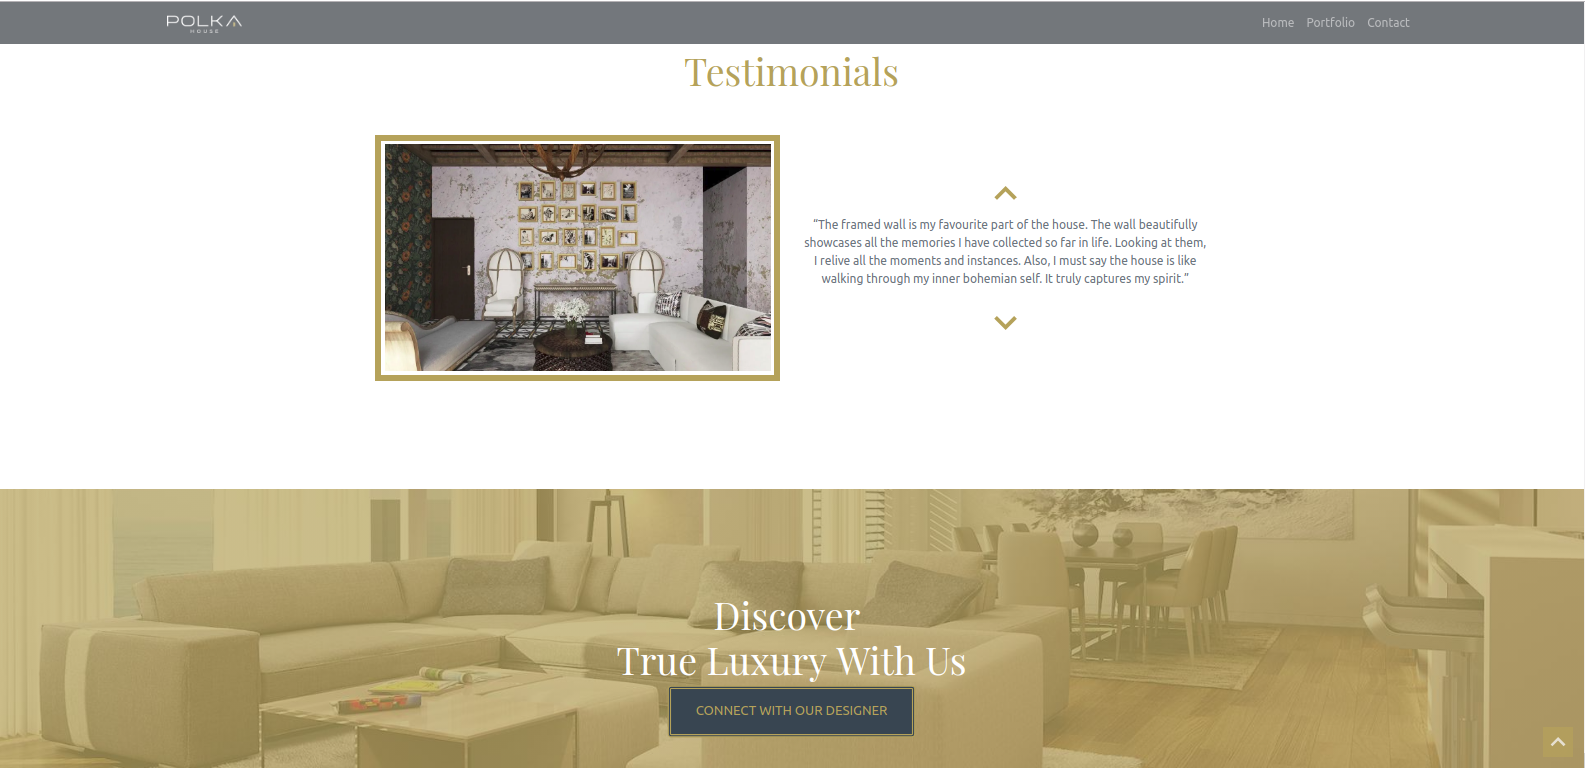 POLKA
HOUSE
Home Portfolio Contact
Testimonials
“The framed wall is my favourite part of the house. The wall beautifully
showcases all the memories I have collected so far in life. Looking at them,
I relive all the moments and instances. Also, I must say the house is like
walking through my inner bohemian self. It truly captures my spirit.”
Discover
True Luxury With Us
CONNECT WITH OUR DESIGNER